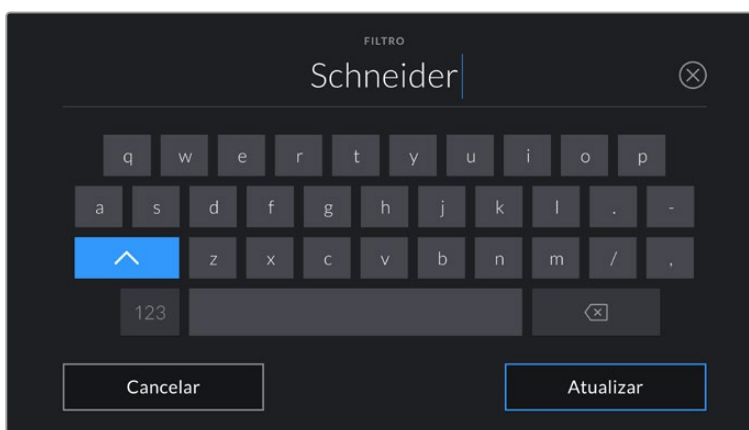 FILTRO
Schneider
q w e r t y u i o p
a s d f g h j k l . -
z x c v b n m / ,
123
Cancelar Atualizar